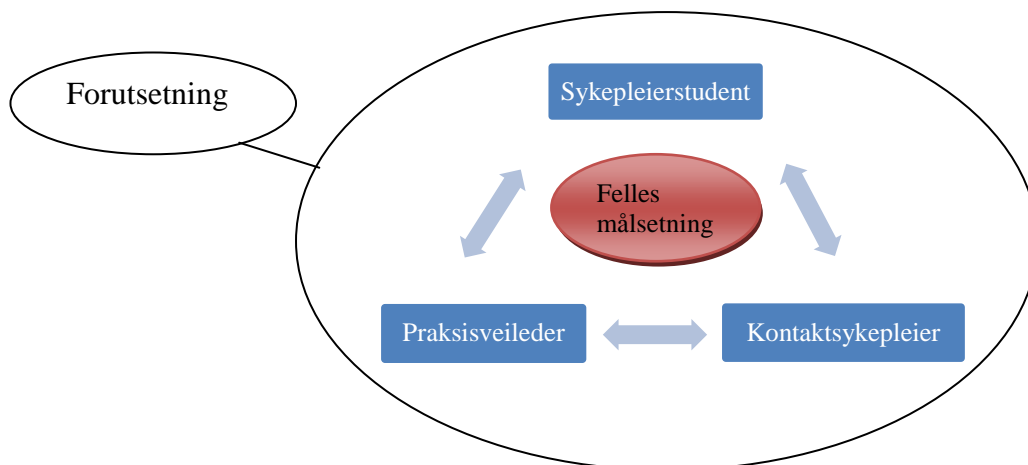 Forutsetning
Sykepleierstudent
Felles
målsetning
Praksisveileder
Kontaktsykepleier